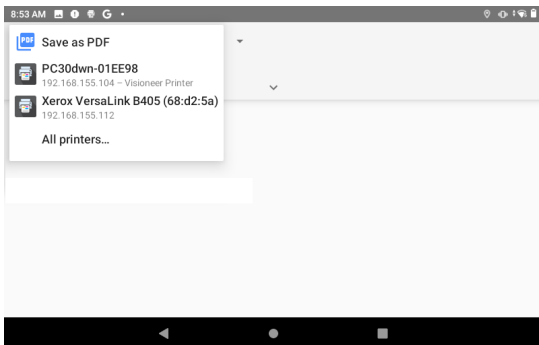 8:53 AM
PDF Save as PDF
PC30dwn-01EE98
192.168.155.104 – Visioneer Printer
Xerox VersaLink B405 (68:d2:5a)
192.168.155.112
All printers...